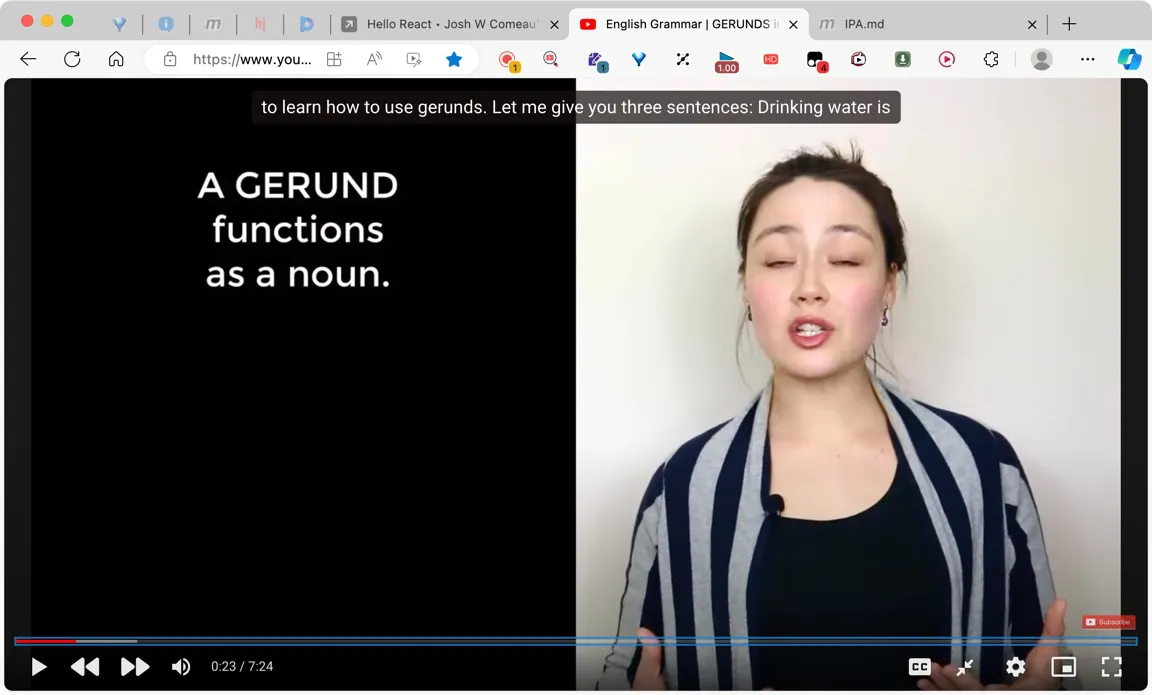 Hello React • Josh W Comeau'
English Grammar | GERUNDS i
IPA.md
https://www.you...
1
1
1.00
HD
4
to learn how to use gerunds. Let me give you three sentences: Drinking water is
A GERUND
functions
as a noun.
Subscribe
0:23 / 7:24
CC